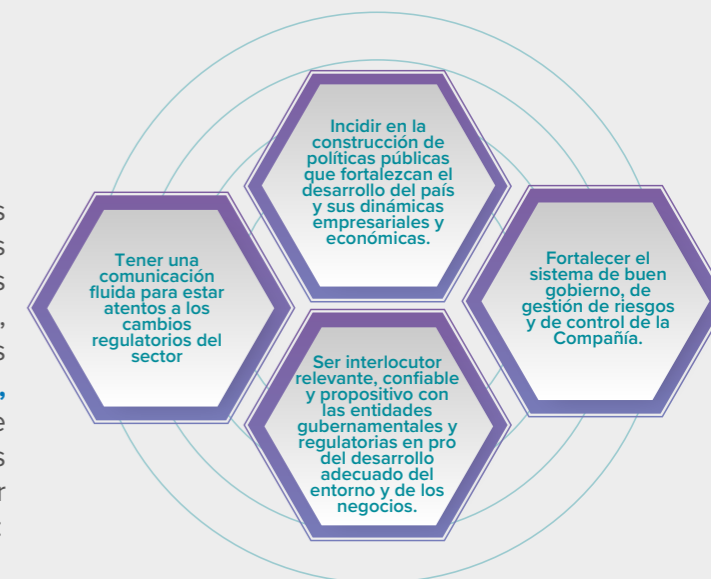 Incidir en la
construcción de
políticas públicas
que fortalezcan el
desarrollo del país
y sus dinámicas
empresariales y
económicas.
Tener una
comunicación
fluida para estar
atentos a los
cambios
regulatorios del
sector
Fortalecer el
sistema de buen
gobierno, de
gestión de riesgos
y de control de la
Compañía.
Ser interlocutor
relevante, confiable
y propositivo con
las entidades
gubernamentales y
regulatorias en pro
del desarrollo
adecuado del
entorno y de los
negocios.